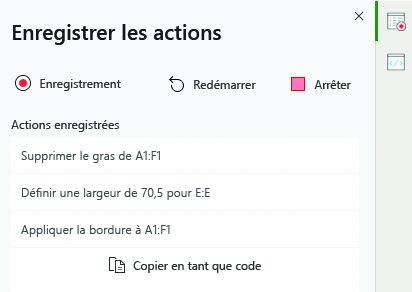 Enregistrer les actions
Enregistrement Redémarrer Arrêter
Actions enregistrées
Supprimer le gras de A1:F1
Définir une largeur de 70,5 pour E:E
Appliquer la bordure à A1:F1
Copier en tant que code